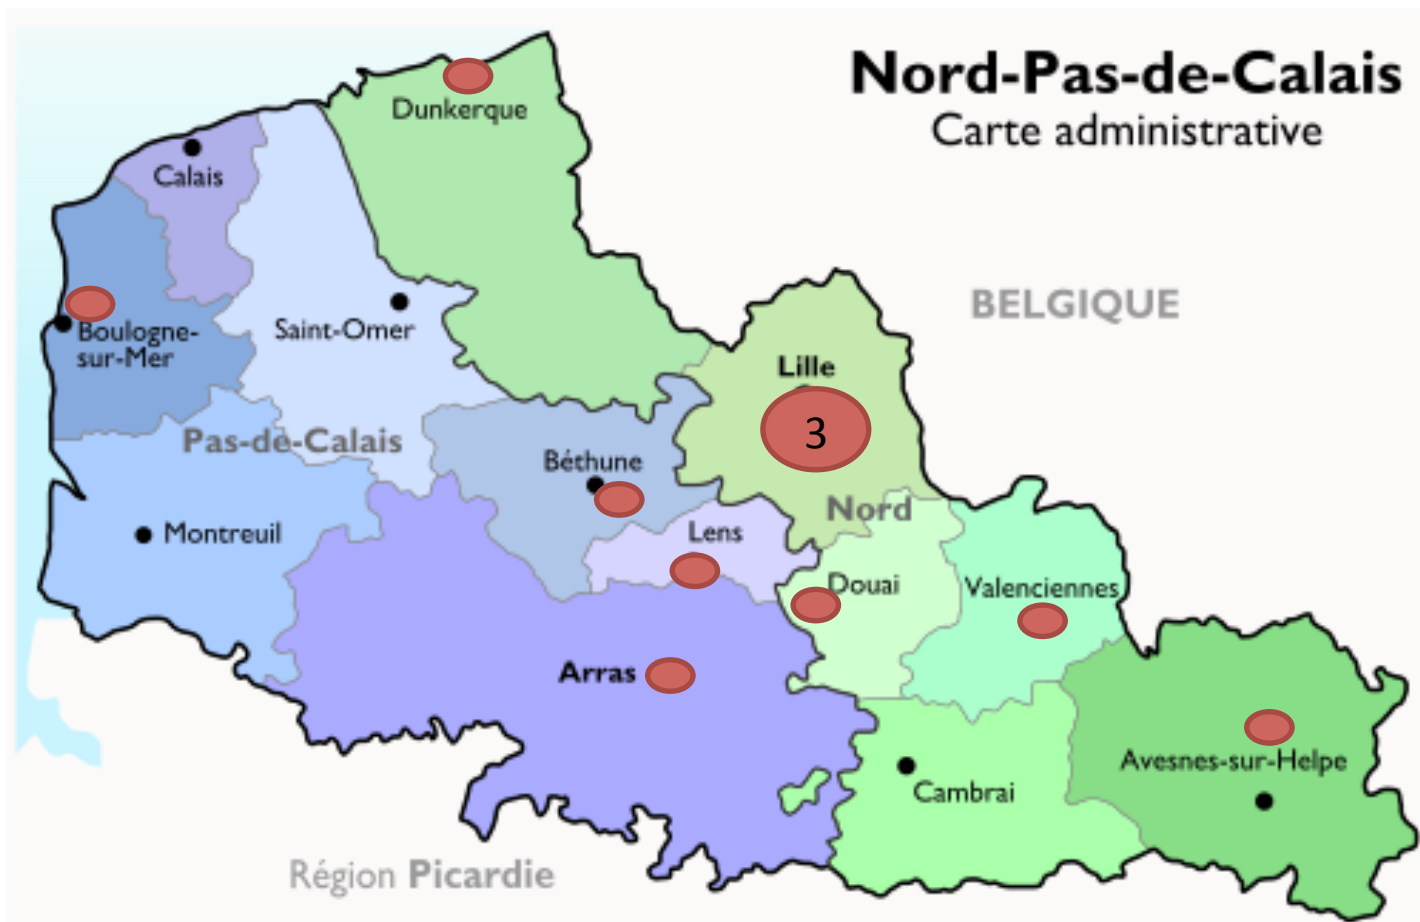 Nord-Pas-de-Calais
Carte administrative
Dunkerque
Calais
BELGIQUE
Boulogne-
sur-Mer
Saint-Omer
Lille
3
Pas-de-Calais
Béthune
Nord
Lens
Montreuil
Douai
Valenciennes
Arras
Avesnes-sur-Helpe
Cambrai
Région Picardie